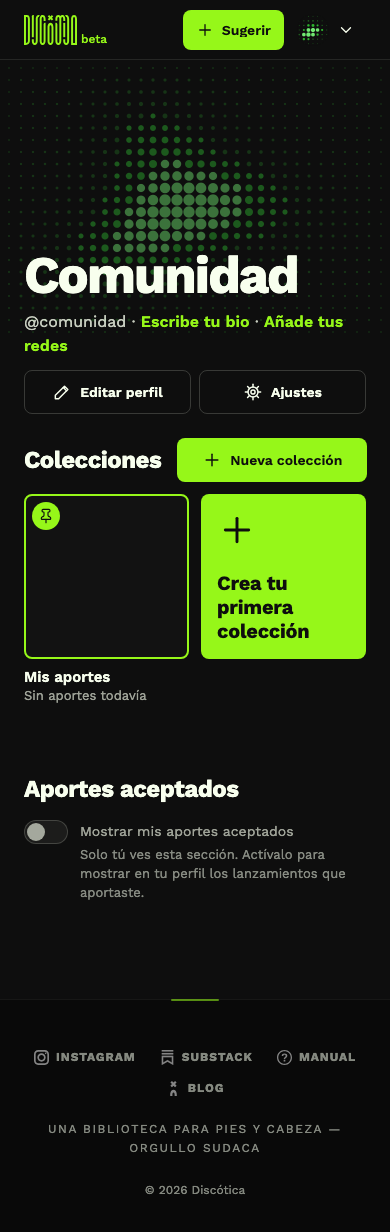 beta
Sugerir
Comunidad
@comunidad · Escribe tu bio · Añade tus
redes
Editar perfil
Ajustes
Colecciones
Nueva colección
Crea tu
primera
colección
Mis aportes
Sin aportes todavía
Aportes aceptados
Mostrar mis aportes aceptados
Solo tú ves esta sección. Actívalo para
mostrar en tu perfil los lanzamientos que
aportaste.
INSTAGRAM
SUBSTACK
MANUAL
BLOG
UNA BIBLIOTECA PARA PIES Y CABEZA —
ORGULLO SUDACA
© 2026 Discótica